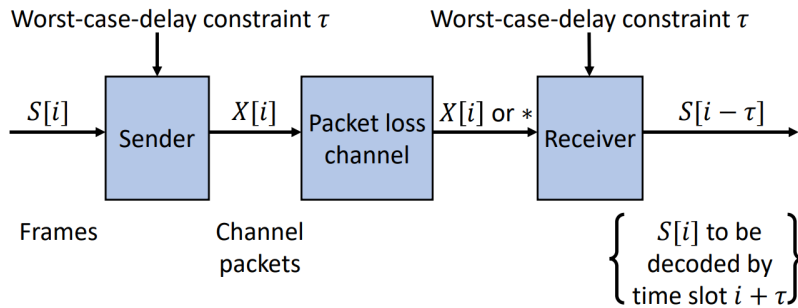 Worst-case-delay constraint τ
Worst-case-delay constraint τ
S[i]
Sender
X[i]
Packet loss
channel
X[i] or *
Receiver
S[i − τ]
Frames
Channel
packets
S[i] to be
decoded by
time slot i + τ